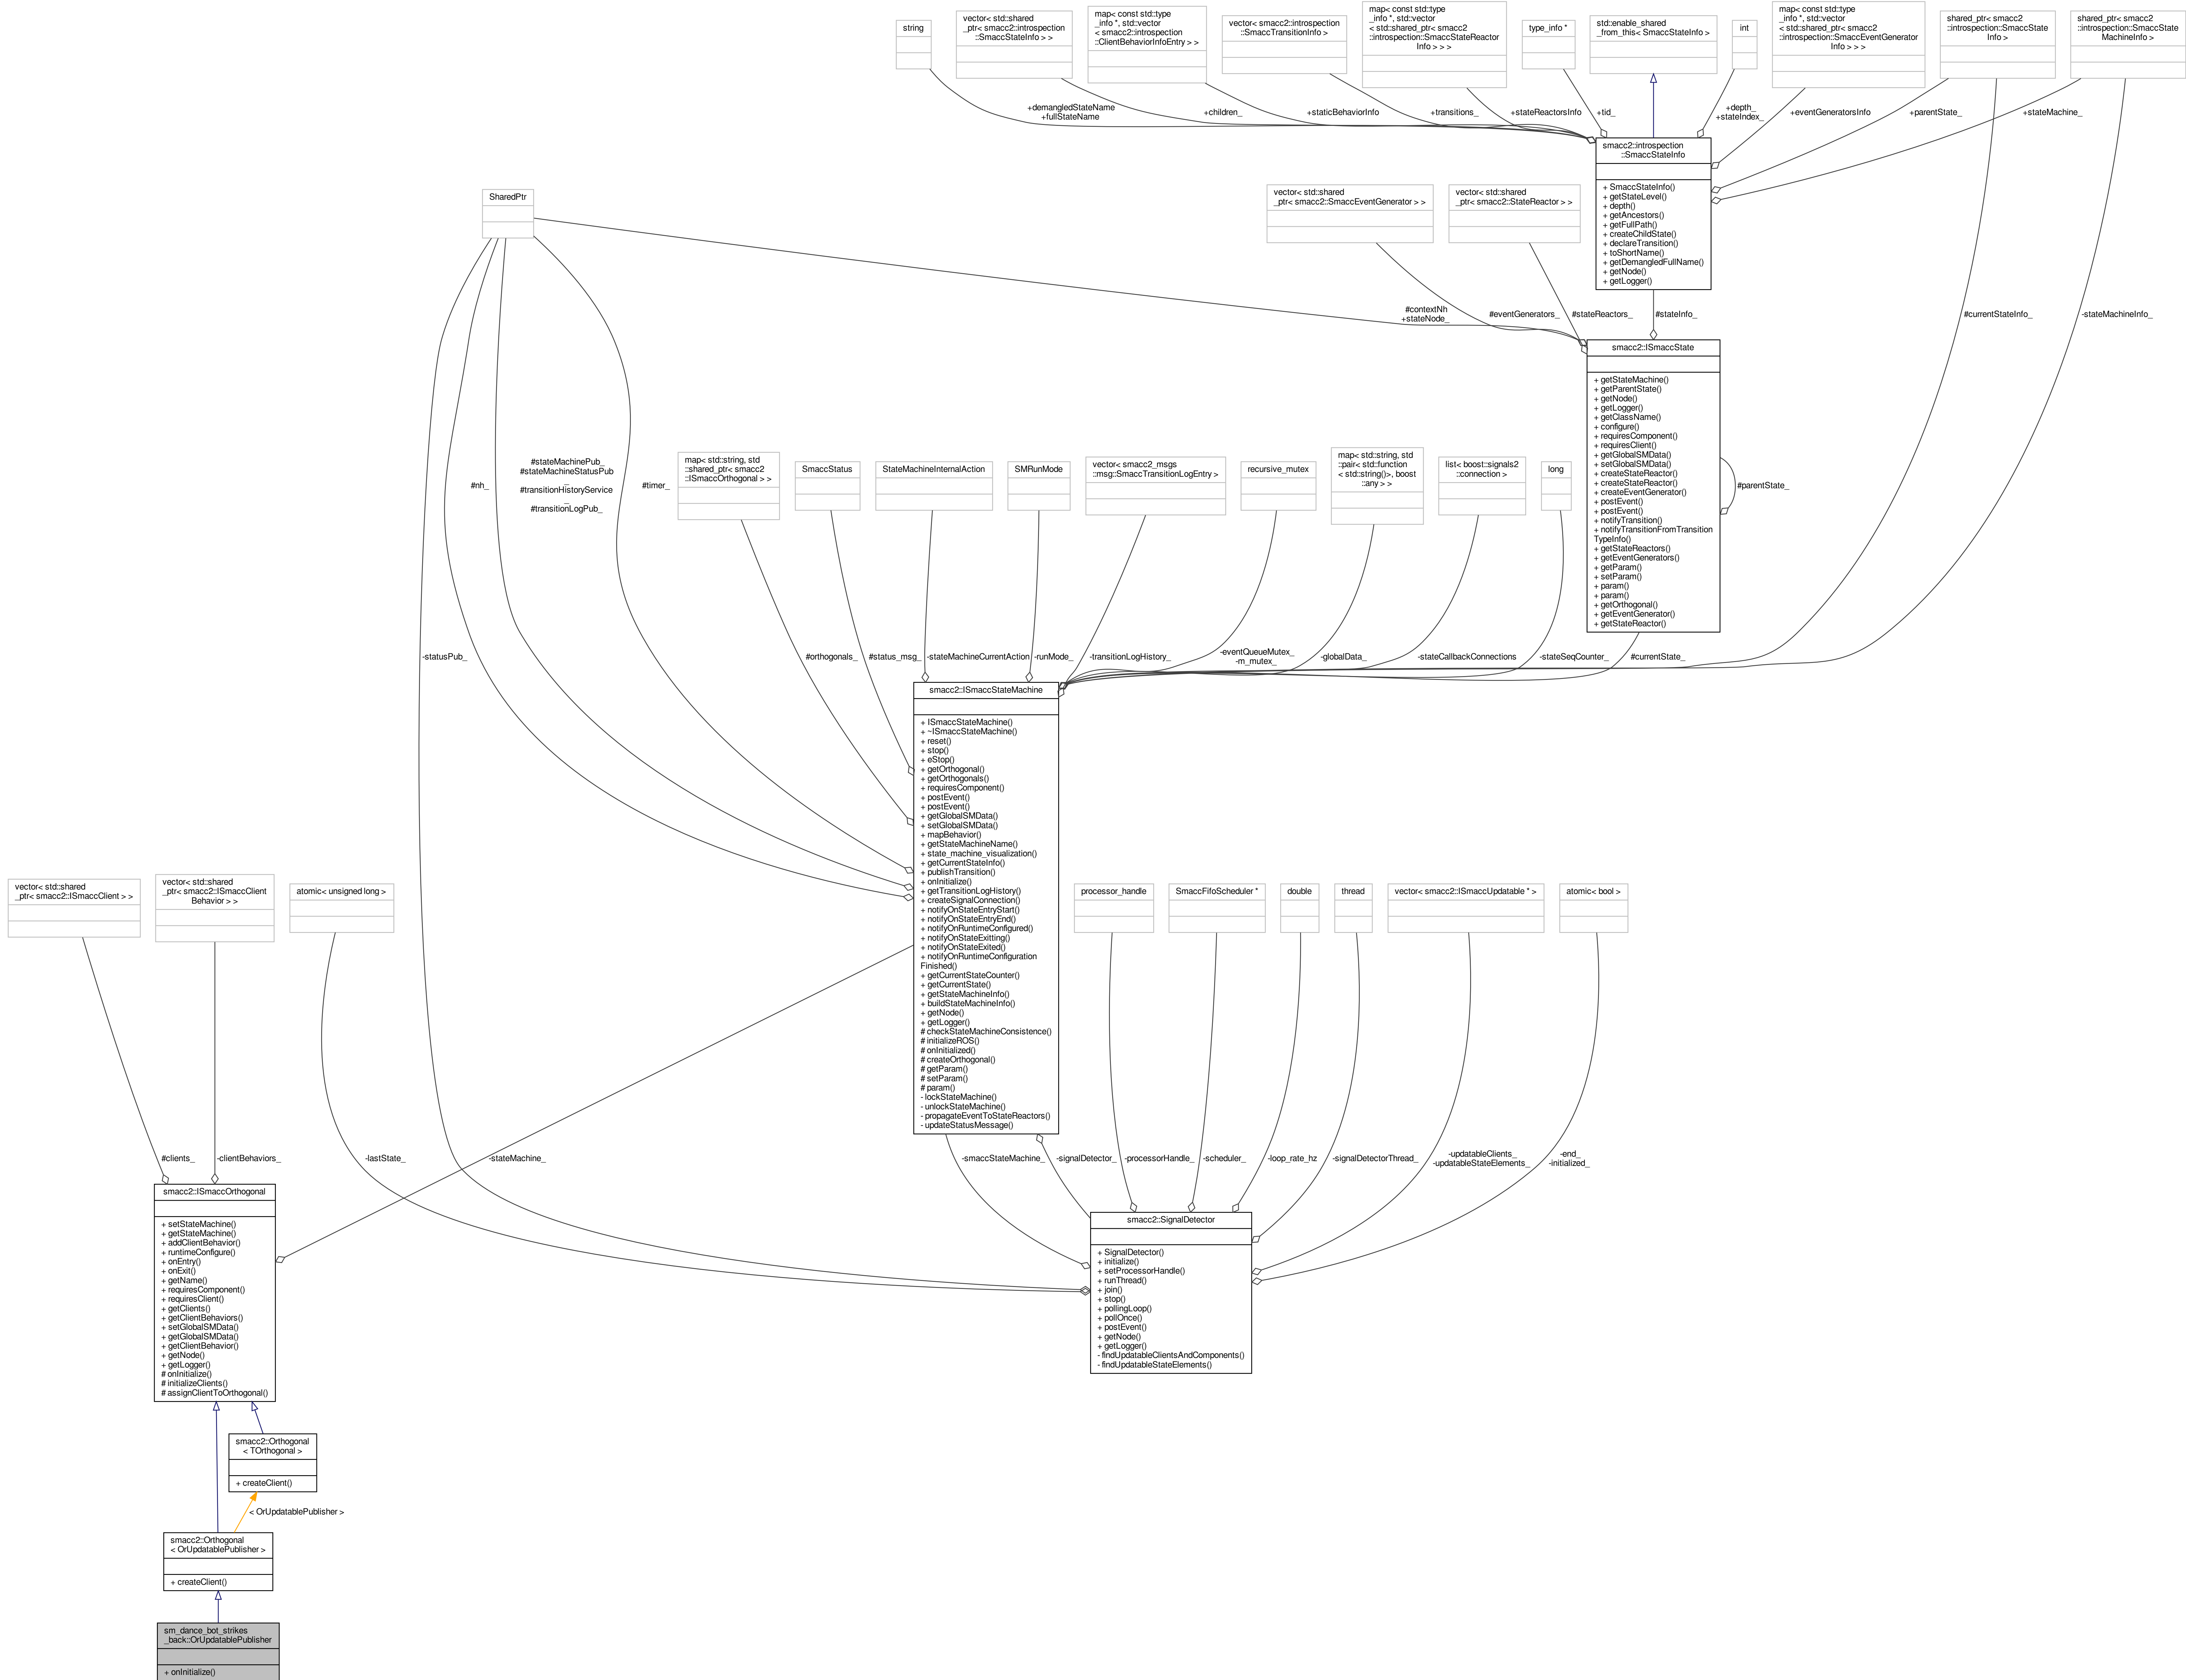 string
vector< std::shared
_ptr< smacc2::introspection
::SmaccStateInfo > >
map< const std::type
_info *, std::vector
< smacc2::introspection
::ClientBehaviorInfoEntry > >
vector< smacc2::introspection
::SmaccTransitionInfo >
map< const std::type
_info *, std::vector
< std::shared_ptr< smacc2
::introspection::SmaccStateReactor
Info > > >
type_info *
std::enable_shared
_from_this< SmaccStateInfo >
int
map< const std::type
_info *, std::vector
< std::shared_ptr< smacc2
::introspection::SmaccEventGenerator
Info > > >
shared_ptr< smacc2
::introspection::SmaccState
Info >
shared_ptr< smacc2
::introspection::SmaccState
MachineInfo >
+demangledStateName
+fullStateName
+children_
+staticBehaviorInfo
+transitions_
+stateReactorsInfo
+tid_
+depth_
+stateIndex_
+eventGeneratorsInfo
+parentState_
+stateMachine_
smacc2::introspection
::SmaccStateInfo
+ SmaccStateInfo()
+ getStateLevel()
+ depth()
+ getAncestors()
+ getFullPath()
+ createChildState()
+ declareTransition()
+ toShortName()
+ getDemangledFullName()
+ getNode()
+ getLogger()
SharedPtr
vector< std::shared
_ptr< smacc2::SmaccEventGenerator > >
vector< std::shared
_ptr< smacc2::StateReactor > >
#contextNh
+stateNode_
#eventGenerators_
#stateReactors_
#stateInfo_
#currentStateInfo_
-stateMachineInfo_
smacc2::ISmaccState
+ getStateMachine()
+ getParentState()
+ getNode()
+ getLogger()
+ getClassName()
+ configure()
+ requiresComponent()
+ requiresClient()
+ getGlobalSMData()
+ setGlobalSMData()
+ createStateReactor()
+ createStateReactor()
+ createEventGenerator()
+ postEvent()
+ postEvent()
+ notifyTransition()
+ notifyTransitionFromTransition
TypeInfo()
+ getStateReactors()
+ getEventGenerators()
+ getParam()
+ setParam()
+ param()
+ param()
+ getOrthogonal()
+ getEventGenerator()
+ getStateReactor()
#parentState_
#nh_
#stateMachinePub_
#stateMachineStatusPub
_
#transitionHistoryService
_
#transitionLogPub_
#timer_
map< std::string, std
::shared_ptr< smacc2
::ISmaccOrthogonal > >
SmaccStatus
StateMachineInternalAction
SMRunMode
vector< smacc2_msgs
::msg::SmaccTransitionLogEntry >
recursive_mutex
map< std::string, std
::pair< std::function
< std::string()>, boost
::any > >
list< boost::signals2
::connection >
long
-statusPub_
#orthogonals_
#status_msg_
-stateMachineCurrentAction
-runMode_
-transitionLogHistory_
-eventQueueMutex_
-m_mutex_
-globalData_
-stateCallbackConnections
-stateSeqCounter_
#currentState_
smacc2::ISmaccStateMachine
+ ISmaccStateMachine()
+ ~ISmaccStateMachine()
+ reset()
+ stop()
+ eStop()
+ getOrthogonal()
+ getOrthogonals()
+ requiresComponent()
+ postEvent()
+ postEvent()
+ getGlobalSMData()
+ setGlobalSMData()
+ mapBehavior()
+ getStateMachineName()
+ state_machine_visualization()
+ getCurrentStateInfo()
+ publishTransition()
+ onInitialize()
+ getTransitionLogHistory()
+ createSignalConnection()
+ notifyOnStateEntryStart()
+ notifyOnStateEntryEnd()
+ notifyOnRuntimeConfigured()
+ notifyOnStateExitting()
+ notifyOnStateExited()
+ notifyOnRuntimeConfiguration
Finished()
+ getCurrentStateCounter()
+ getCurrentState()
+ getStateMachineInfo()
+ buildStateMachineInfo()
+ getNode()
+ getLogger()
# checkStateMachineConsistence()
# initializeROS()
# onInitialized()
# createOrthogonal()
# getParam()
# setParam()
# param()
- lockStateMachine()
- unlockStateMachine()
- propagateEventToStateReactors()
- updateStatusMessage()
vector< std::shared
_ptr< smacc2::ISmaccClient > >
vector< std::shared
_ptr< smacc2::ISmaccClient
Behavior > >
atomic< unsigned long >
processor_handle
SmaccFifoScheduler *
double
thread
vector< smacc2::ISmaccUpdatable * >
atomic< bool >
#clients_
-clientBehaviors_
-lastState_
-stateMachine_
-smaccStateMachine_
-signalDetector_
-processorHandle_
-scheduler_
-loop_rate_hz
-signalDetectorThread_
-updatableClients_
-updatableStateElements_
-end_
-initialized_
smacc2::ISmaccOrthogonal
+ setStateMachine()
+ getStateMachine()
+ addClientBehavior()
+ runtimeConfigure()
+ onEntry()
+ onExit()
+ getName()
+ requiresComponent()
+ requiresClient()
+ getClients()
+ getClientBehaviors()
+ setGlobalSMData()
+ getGlobalSMData()
+ getClientBehavior()
+ getNode()
+ getLogger()
# onInitialize()
# initializeClients()
# assignClientToOrthogonal()
smacc2::SignalDetector
+ SignalDetector()
+ initialize()
+ setProcessorHandle()
+ runThread()
+ join()
+ stop()
+ pollingLoop()
+ pollOnce()
+ postEvent()
+ getNode()
+ getLogger()
- findUpdatableClientsAndComponents()
- findUpdatableStateElements()
smacc2::Orthogonal
< TOrthogonal >
+ createClient()
< OrUpdatablePublisher >
smacc2::Orthogonal
< OrUpdatablePublisher >
+ createClient()
sm_dance_bot_strikes
_back::OrUpdatablePublisher
+ onInitialize()